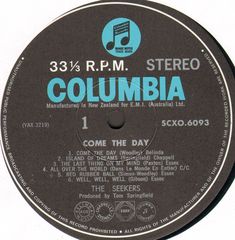 33⅓ R.P.M.
STEREO
COLUMBIA
Manufactured in New Zealand for E.M.I. (Australia) Ltd.
(YAX 3219)
1
SCXO.6093
COME THE DAY
1. COME THE DAY (Woodley) Belinda
2. ISLAND OF DREAMS (Springfield) Chappell
3. THE LAST THING ON MY MIND (Paxton) Essex
4. ALL OVER THE WORLD (Dans Le Monde En Entier) C/C
5. RED RUBBER BALL (Simon-Woodley) Essex
6. WELL, WELL, WELL (Gibson) Essex
THE SEEKERS
Produced by Tom Springfield